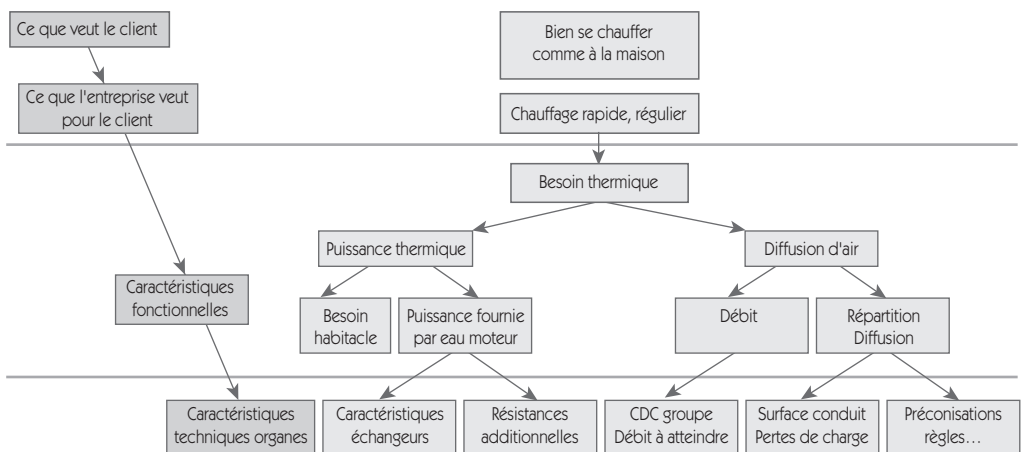 Ce que veut le client
Bien se chauffer
comme à la maison
Ce que l'entreprise veut
pour le client
Chauffage rapide, régulier
Besoin thermique
Puissance thermique
Diffusion d'air
Caractéristiques
fonctionnelles
Besoin
habitacle
Puissance fournie
par eau moteur
Débit
Répartition
Diffusion
Caractéristiques
techniques organes
Caractéristiques
échangeurs
Résistances
additionnelles
CDC groupe
Débit à atteindre
Surface conduit
Pertes de charge
Préconisations
règles…